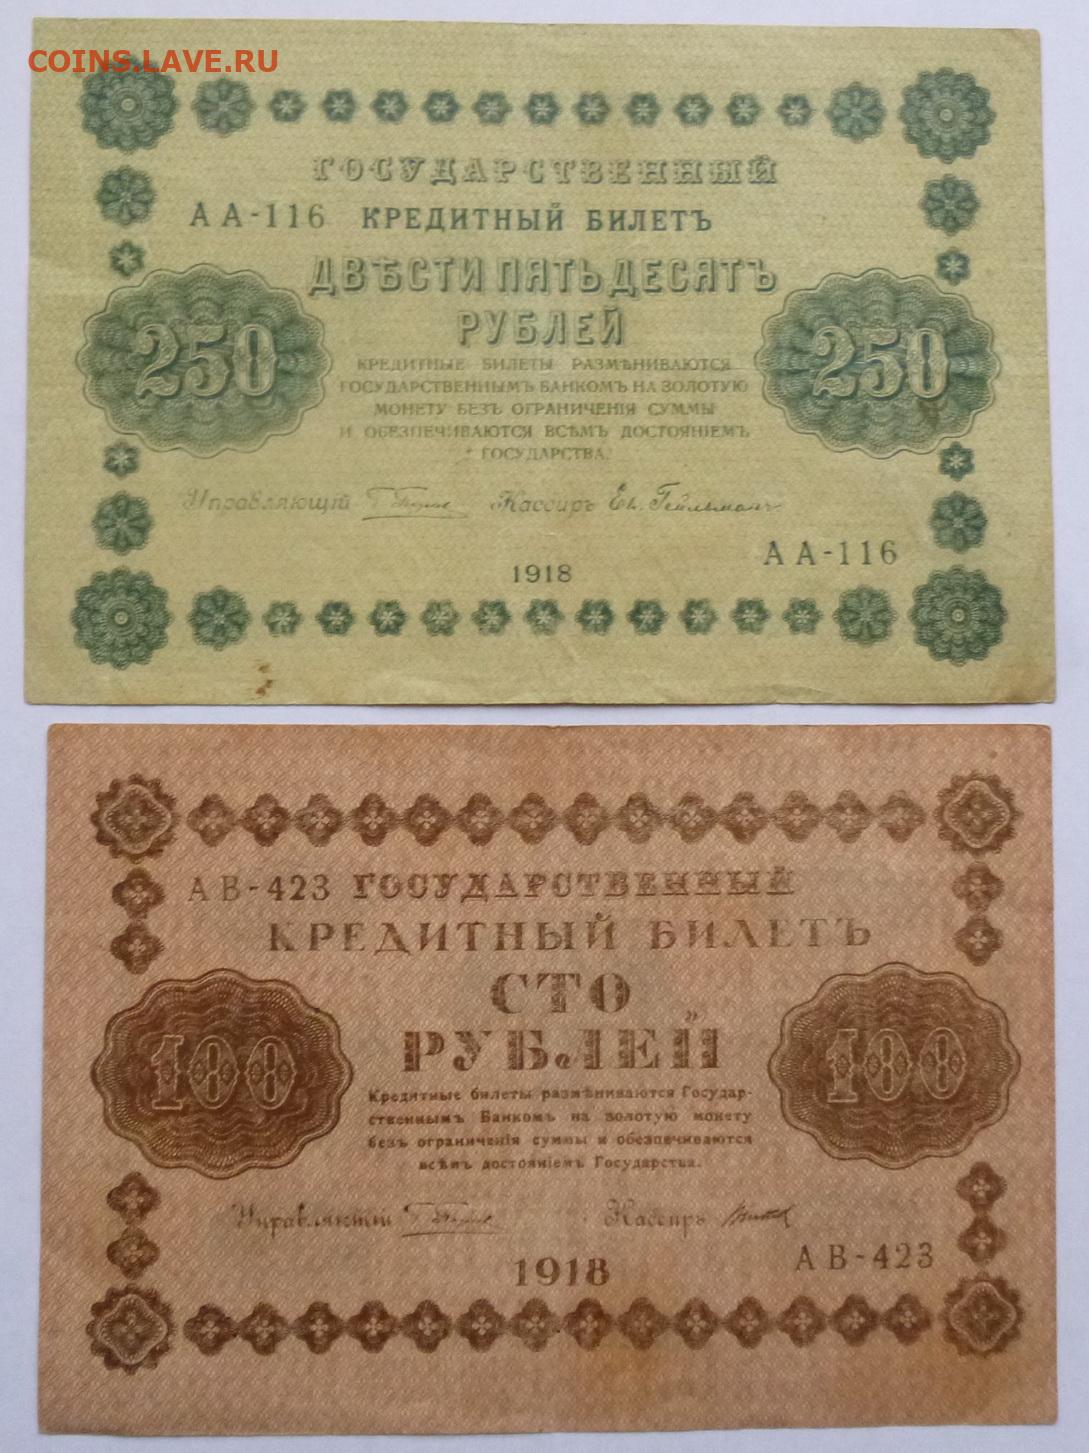 COINS.LAVE.RU
ГОСУДАРСТВЕННЫЙ
АА-116 КРЕДИТНЫЙ БИЛЕТЪ
ДВѢСТИ ПЯТЬДЕСЯТЪ
РУБЛЕЙ
250 250
КРЕДИТНЫЕ БИЛЕТЫ РАЗМѢНИВАЮТСЯ
ГОСУДАРСТВЕННЫМЪ БАНКОМЪ НА ЗОЛОТУЮ
МОНЕТУ БЕЗЪ ОГРАНИЧЕНІЯ СУММЫ
И ОБЕЗПЕЧИВАЮТСЯ ВСѢМЪ ДОСТОЯНІЕМЪ
ГОСУДАРСТВА.
Управляющій Кассиръ Ев. Гейльманъ
АА-116
1918
АВ-423 ГОСУДАРСТВЕННЫЙ
КРЕДИТНЫЙ БИЛЕТЪ
СТО
РУБЛЕЙ
100 100
Кредитные билеты размѣниваются Государ-
ственнымъ Банкомъ на золотую монету
безъ ограниченія суммы и обезпечиваются
всѣмъ достояніемъ Государства.
Управляющій Кассиръ
АВ-423
1918